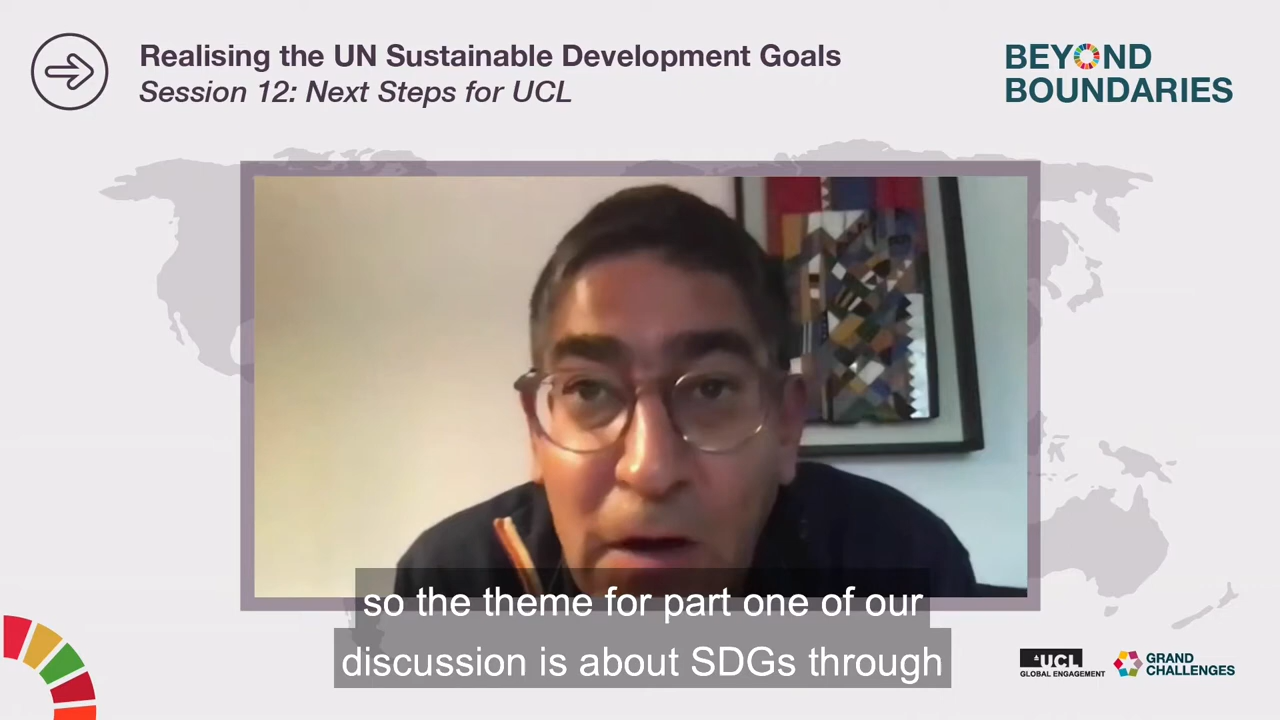 Realising the UN Sustainable Development Goals
Session 12: Next Steps for UCL
BEYOND
BOUNDARIES
so the theme for part one of our
discussion is about SDGs through
UCL
GLOBAL ENGAGEMENT
GRAND
CHALLENGES